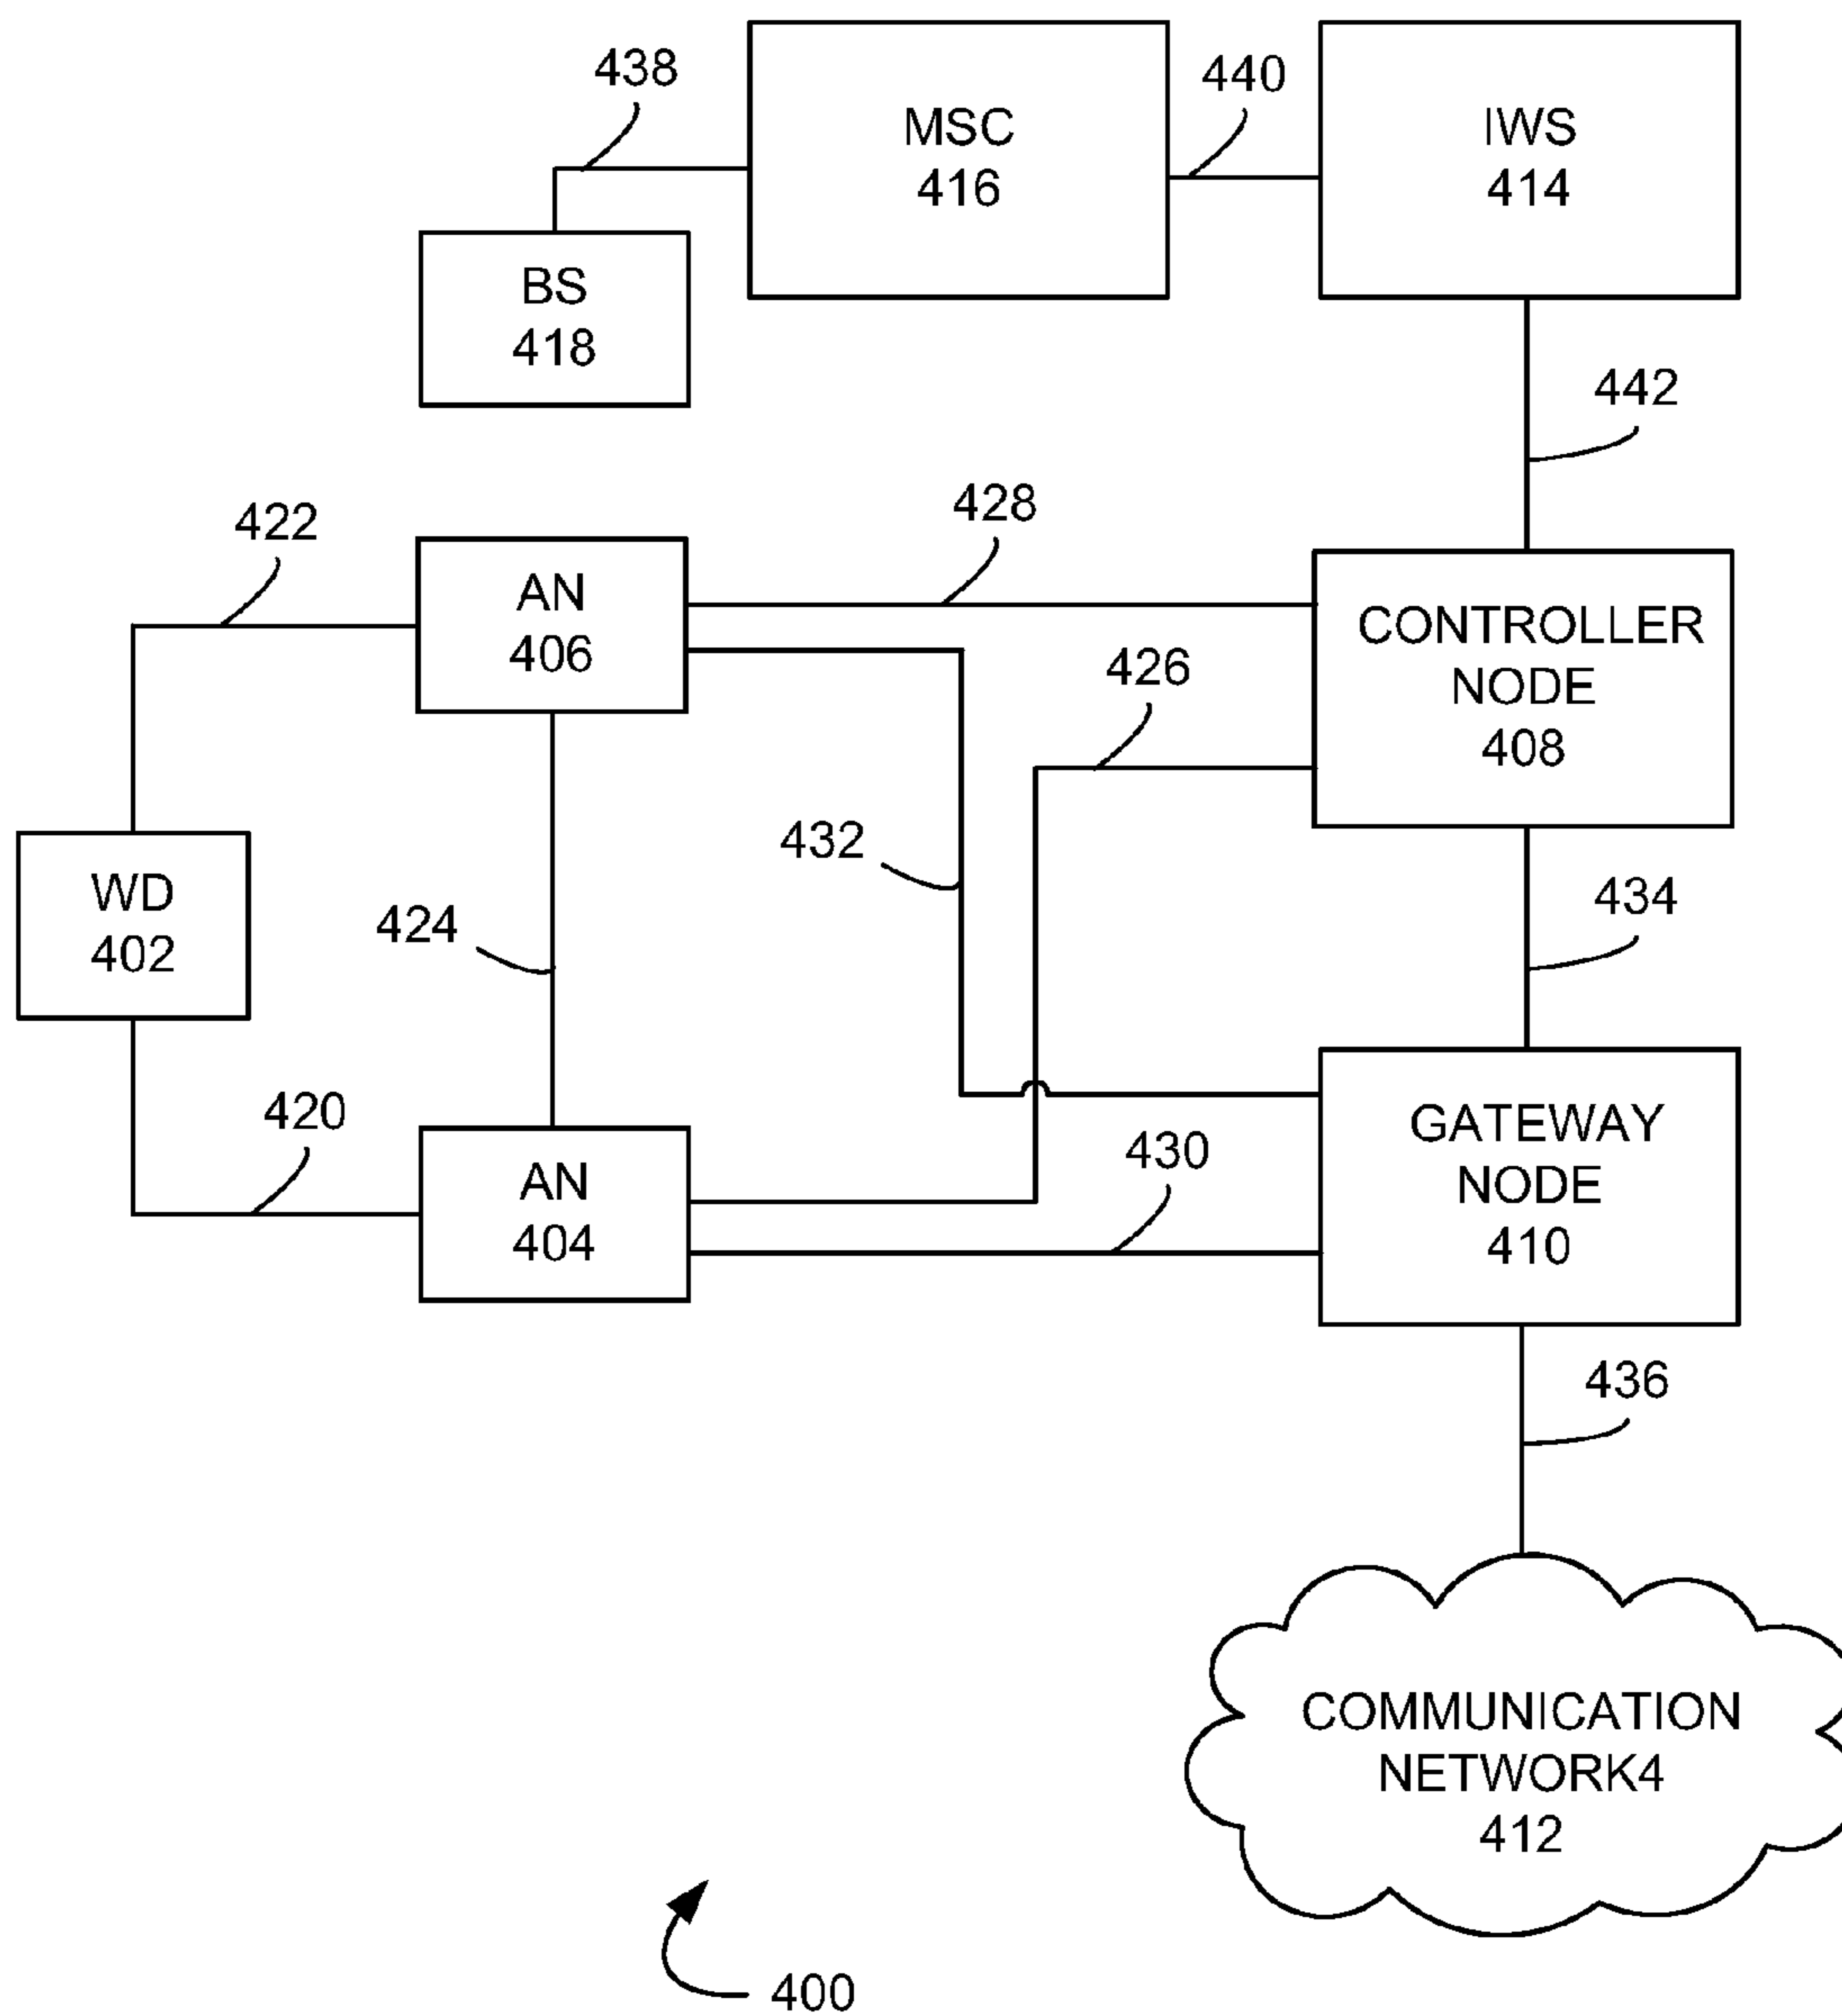 438
MSC
416
440
IWS
414
BS
418
442
422
AN
406
428
CONTROLLER
NODE
408
426
432
WD
402
424
434
420
AN
404
430
GATEWAY
NODE
410
436
COMMUNICATION
NETWORK4
412
400